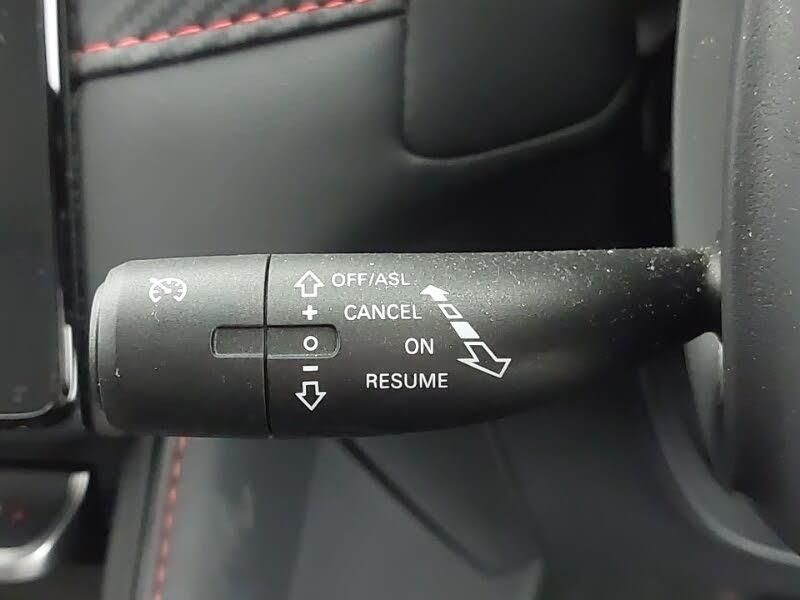 OFF/ASL
+ CANCEL
O ON
− RESUME